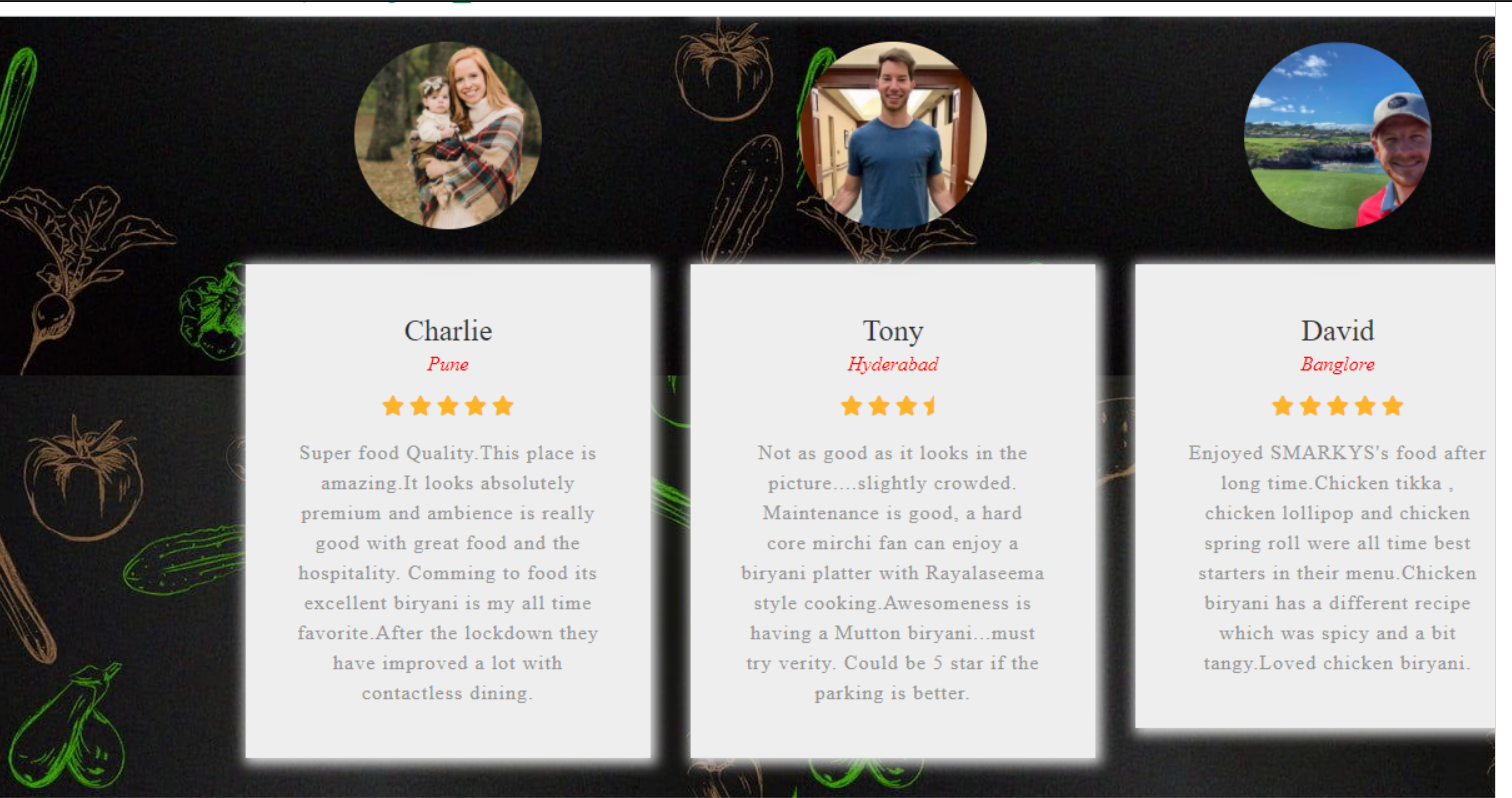 Charlie
Pune
Super food Quality.This place is
amazing.It looks absolutely
premium and ambience is really
good with great food and the
hospitality. Comming to food its
excellent biryani is my all time
favorite.After the lockdown they
have improved a lot with
contactless dining.
Tony
Hyderabad
Not as good as it looks in the
picture....slightly crowded.
Maintenance is good, a hard
core mirchi fan can enjoy a
biryani platter with Rayalaseema
style cooking.Awesomeness is
having a Mutton biryani...must
try verity. Could be 5 star if the
parking is better.
David
Banglore
Enjoyed SMARKYS's food after
long time.Chicken tikka ,
chicken lollipop and chicken
spring roll were all time best
starters in their menu.Chicken
biryani has a different recipe
which was spicy and a bit
tangy.Loved chicken biryani.